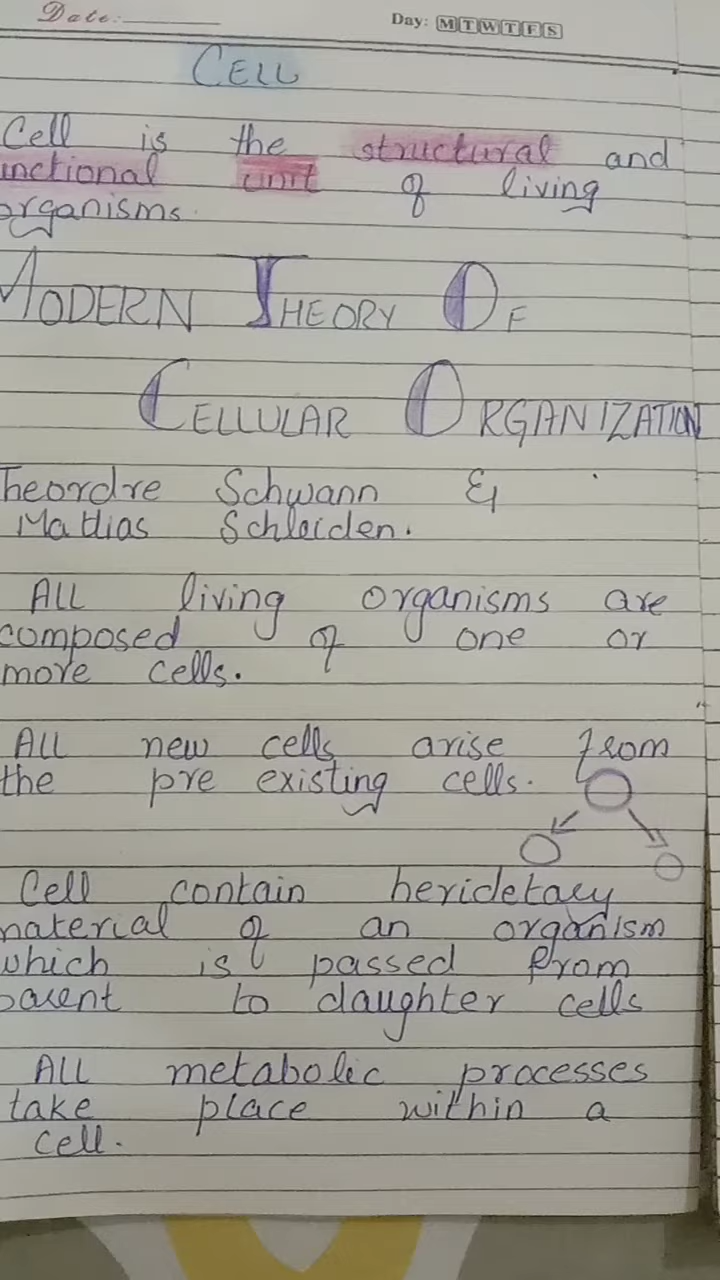 Date:
Day: M T W T F S
CELL
Cell is the structural and
unctional unit of living
organisms.
MODERN THEORY OF
CELLULAR ORGANIZATION
Theordre Schwann &
Mattias Schleiden.
ALL living organisms are
composed of one or
more cells.
ALL new cells arise from
the pre existing cells.
Cell contain heridetary
material of an organism
which is passed from
parent to daughter cells
ALL metabolic processes
take place within a
cell.